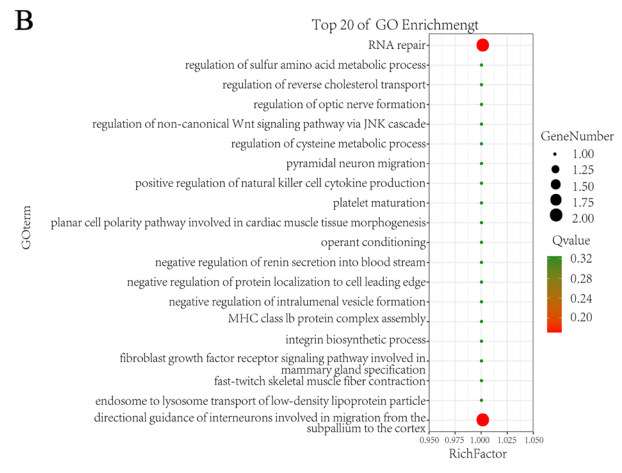 B
Top 20 of GO Enrichmengt
RNA repair
regulation of sulfur amino acid metabolic process
regulation of reverse cholesterol transport
regulation of optic nerve formation
regulation of non-canonical Wnt signaling pathway via JNK cascade
regulation of cysteine metabolic process
pyramidal neuron migration
positive regulation of natural killer cell cytokine production
platelet maturation
planar cell polarity pathway involved in cardiac muscle tissue morphogenesis
operant conditioning
negative regulation of renin secretion into blood stream
negative regulation of protein localization to cell leading edge
negative regulation of intralumenal vesicle formation
MHC class lb protein complex assembly
integrin biosynthetic process
fibroblast growth factor receptor signaling pathway involved in
mammary gland specification
fast-twitch skeletal muscle fiber contraction
endosome to lysosome transport of low-density lipoprotein particle
directional guidance of interneurons involved in migration from the
subpallium to the cortex
GOterm
0.950 0.975 1.000 1.025 1.050
RichFactor
GeneNumber
1.00
1.25
1.50
1.75
2.00
Qvalue
0.32
0.28
0.24
0.20